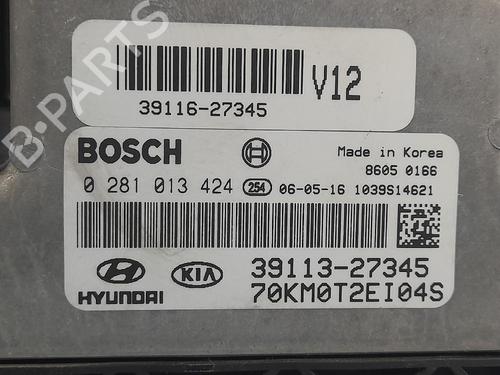 39116-27345
V12
B-PARTS
BOSCH
Made in Korea
8605 0166
0 281 013 424 254 06-05-16 1039S14621
HYUNDAI
KIA
39113-27345
70KM0T2EI04S